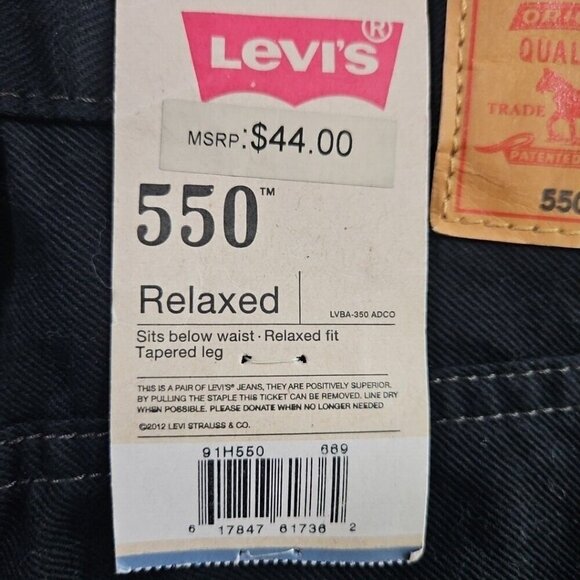 LEVI'S®
MSRP: $44.00
550™
Relaxed
LVBA-350 ADCO
Sits below waist · Relaxed fit
Tapered leg
THIS IS A PAIR OF LEVI'S® JEANS, THEY ARE POSITIVELY SUPERIOR.
BY PULLING THE STAPLE THIS TICKET CAN BE REMOVED. LINE DRY
WHEN POSSIBLE. PLEASE DONATE WHEN NO LONGER NEEDED
©2012 LEVI STRAUSS & CO.
91H550 669
6 17847 61736 2
QUAL
TRADE
PATENTE
550